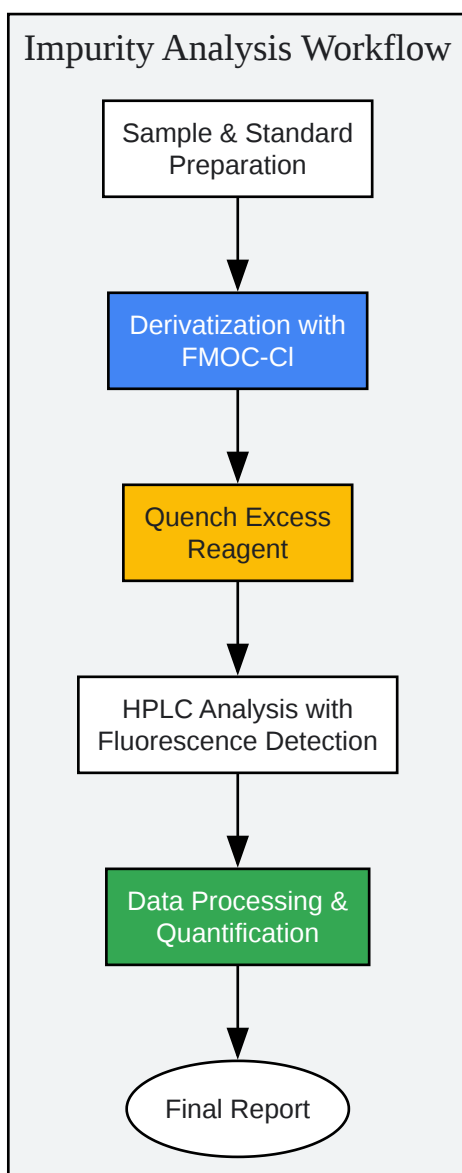 Impurity Analysis Workflow
Sample & Standard
Preparation
Derivatization with
FMOC-Cl
Quench Excess
Reagent
HPLC Analysis with
Fluorescence Detection
Data Processing &
Quantification
Final Report